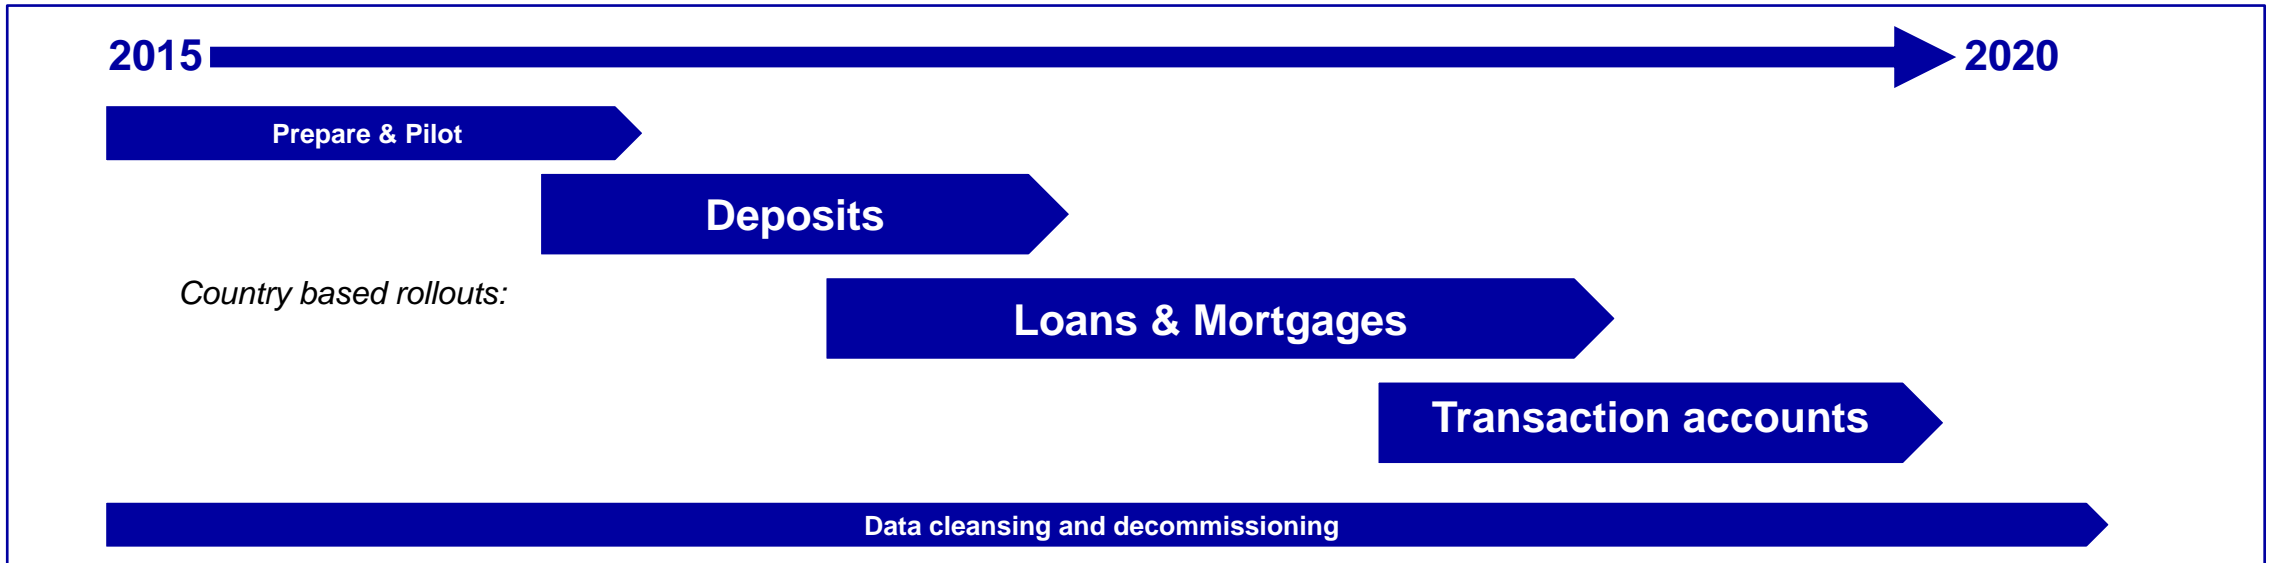 2015
2020
Prepare & Pilot
Deposits
Country based rollouts:
Loans & Mortgages
Transaction accounts
Data cleansing and decommissioning